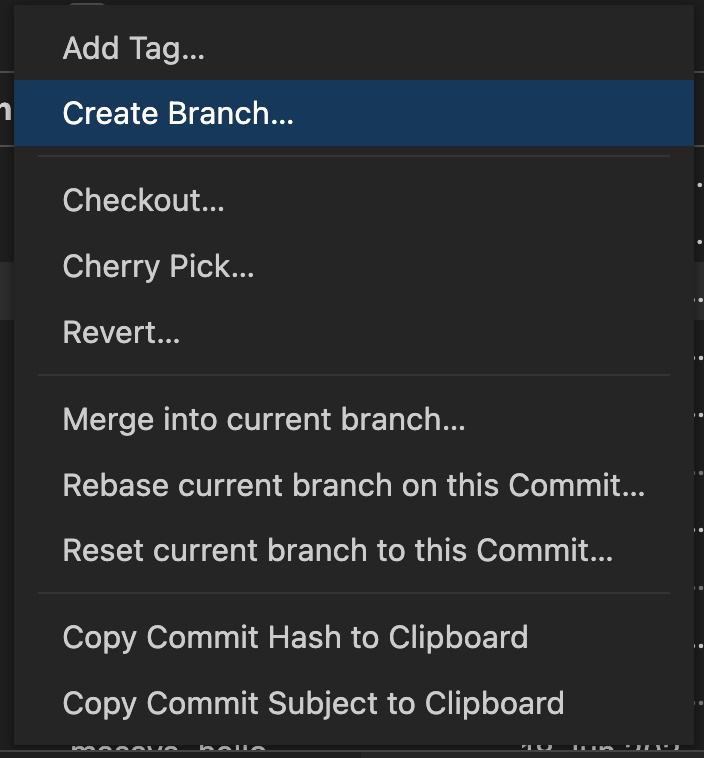 Add Tag...
Create Branch...
Checkout...
Cherry Pick...
Revert...
Merge into current branch...
Rebase current branch on this Commit...
Reset current branch to this Commit...
Copy Commit Hash to Clipboard
Copy Commit Subject to Clipboard